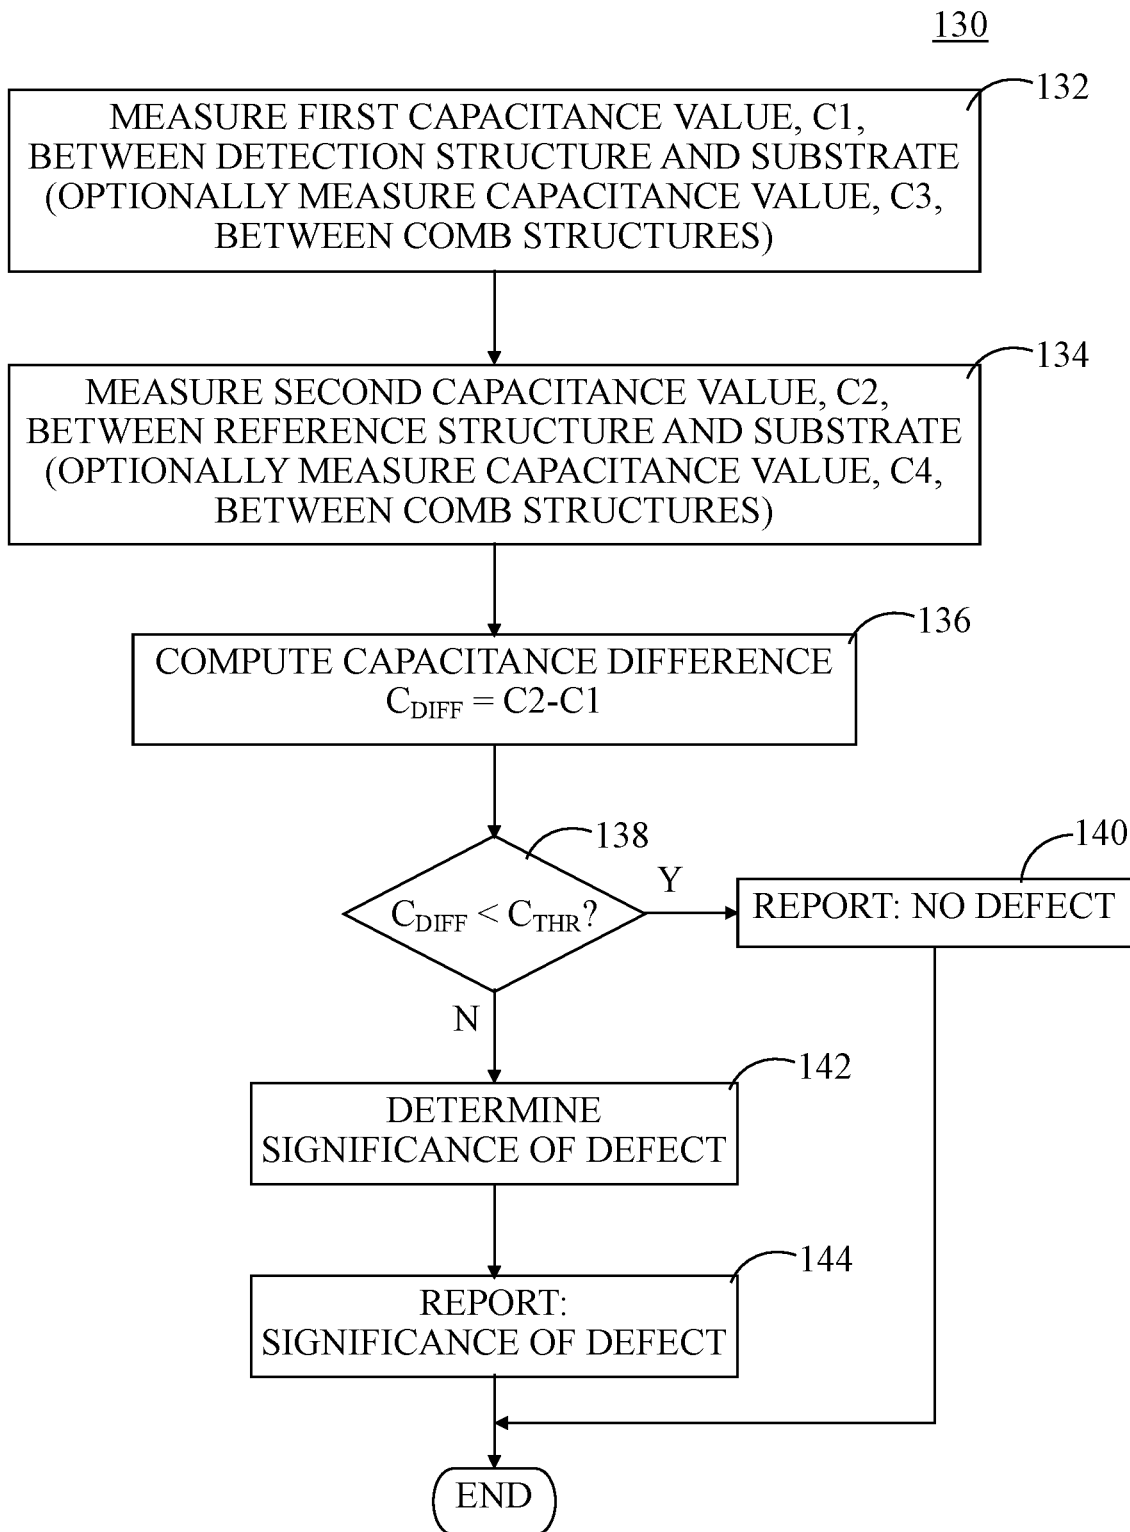 130
132
MEASURE FIRST CAPACITANCE VALUE, C1,
BETWEEN DETECTION STRUCTURE AND SUBSTRATE
(OPTIONALLY MEASURE CAPACITANCE VALUE, C3,
BETWEEN COMB STRUCTURES)
134
MEASURE SECOND CAPACITANCE VALUE, C2,
BETWEEN REFERENCE STRUCTURE AND SUBSTRATE
(OPTIONALLY MEASURE CAPACITANCE VALUE, C4,
BETWEEN COMB STRUCTURES)
136
COMPUTE CAPACITANCE DIFFERENCE
C_DIFF = C2-C1
138
C_DIFF < C_THR?
Y
140
REPORT: NO DEFECT
N
142
DETERMINE
SIGNIFICANCE OF DEFECT
144
REPORT:
SIGNIFICANCE OF DEFECT
END